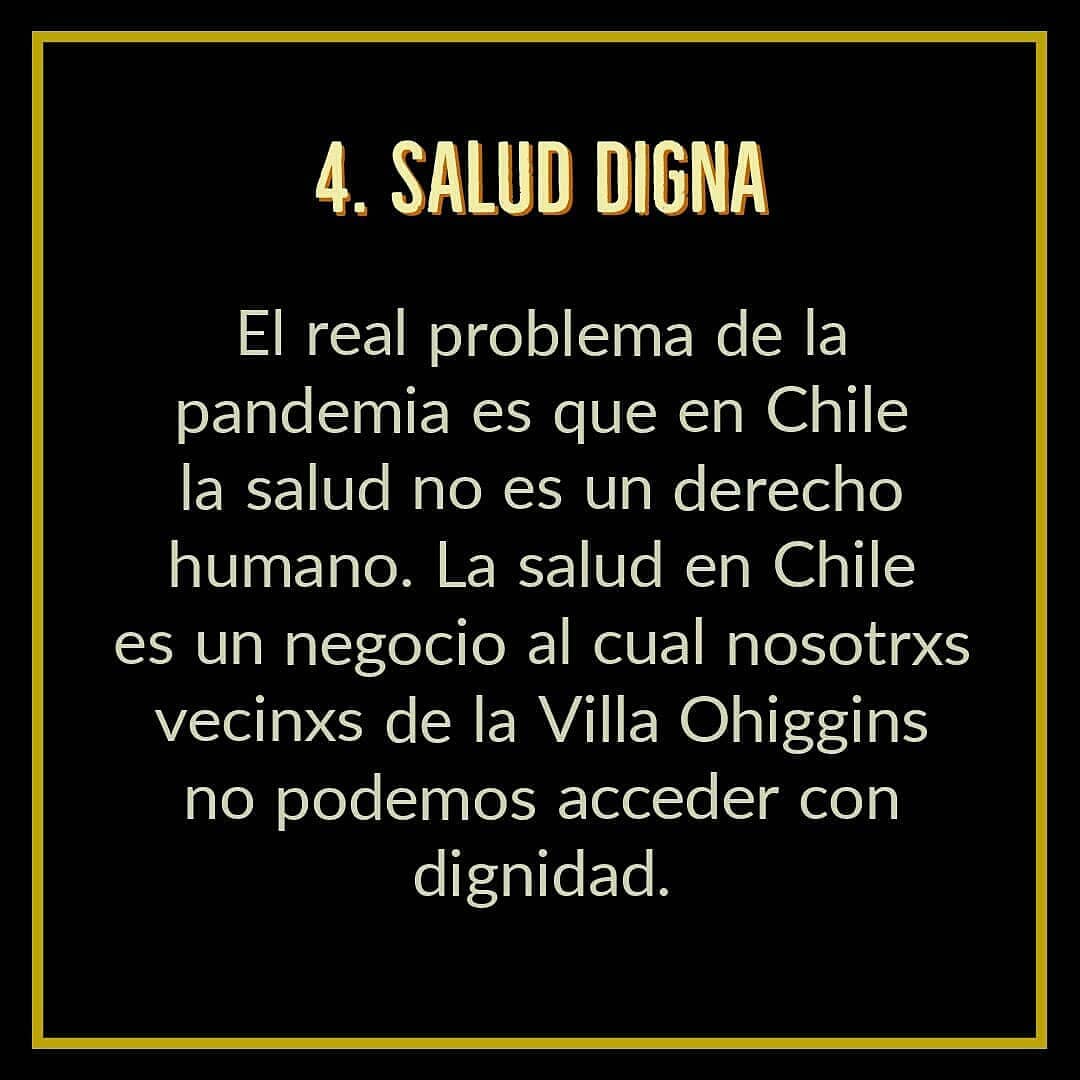 4. SALUD DIGNA
El real problema de la
pandemia es que en Chile
la salud no es un derecho
humano. La salud en Chile
es un negocio al cual nosotrxs
vecinxs de la Villa Ohiggins
no podemos acceder con
dignidad.